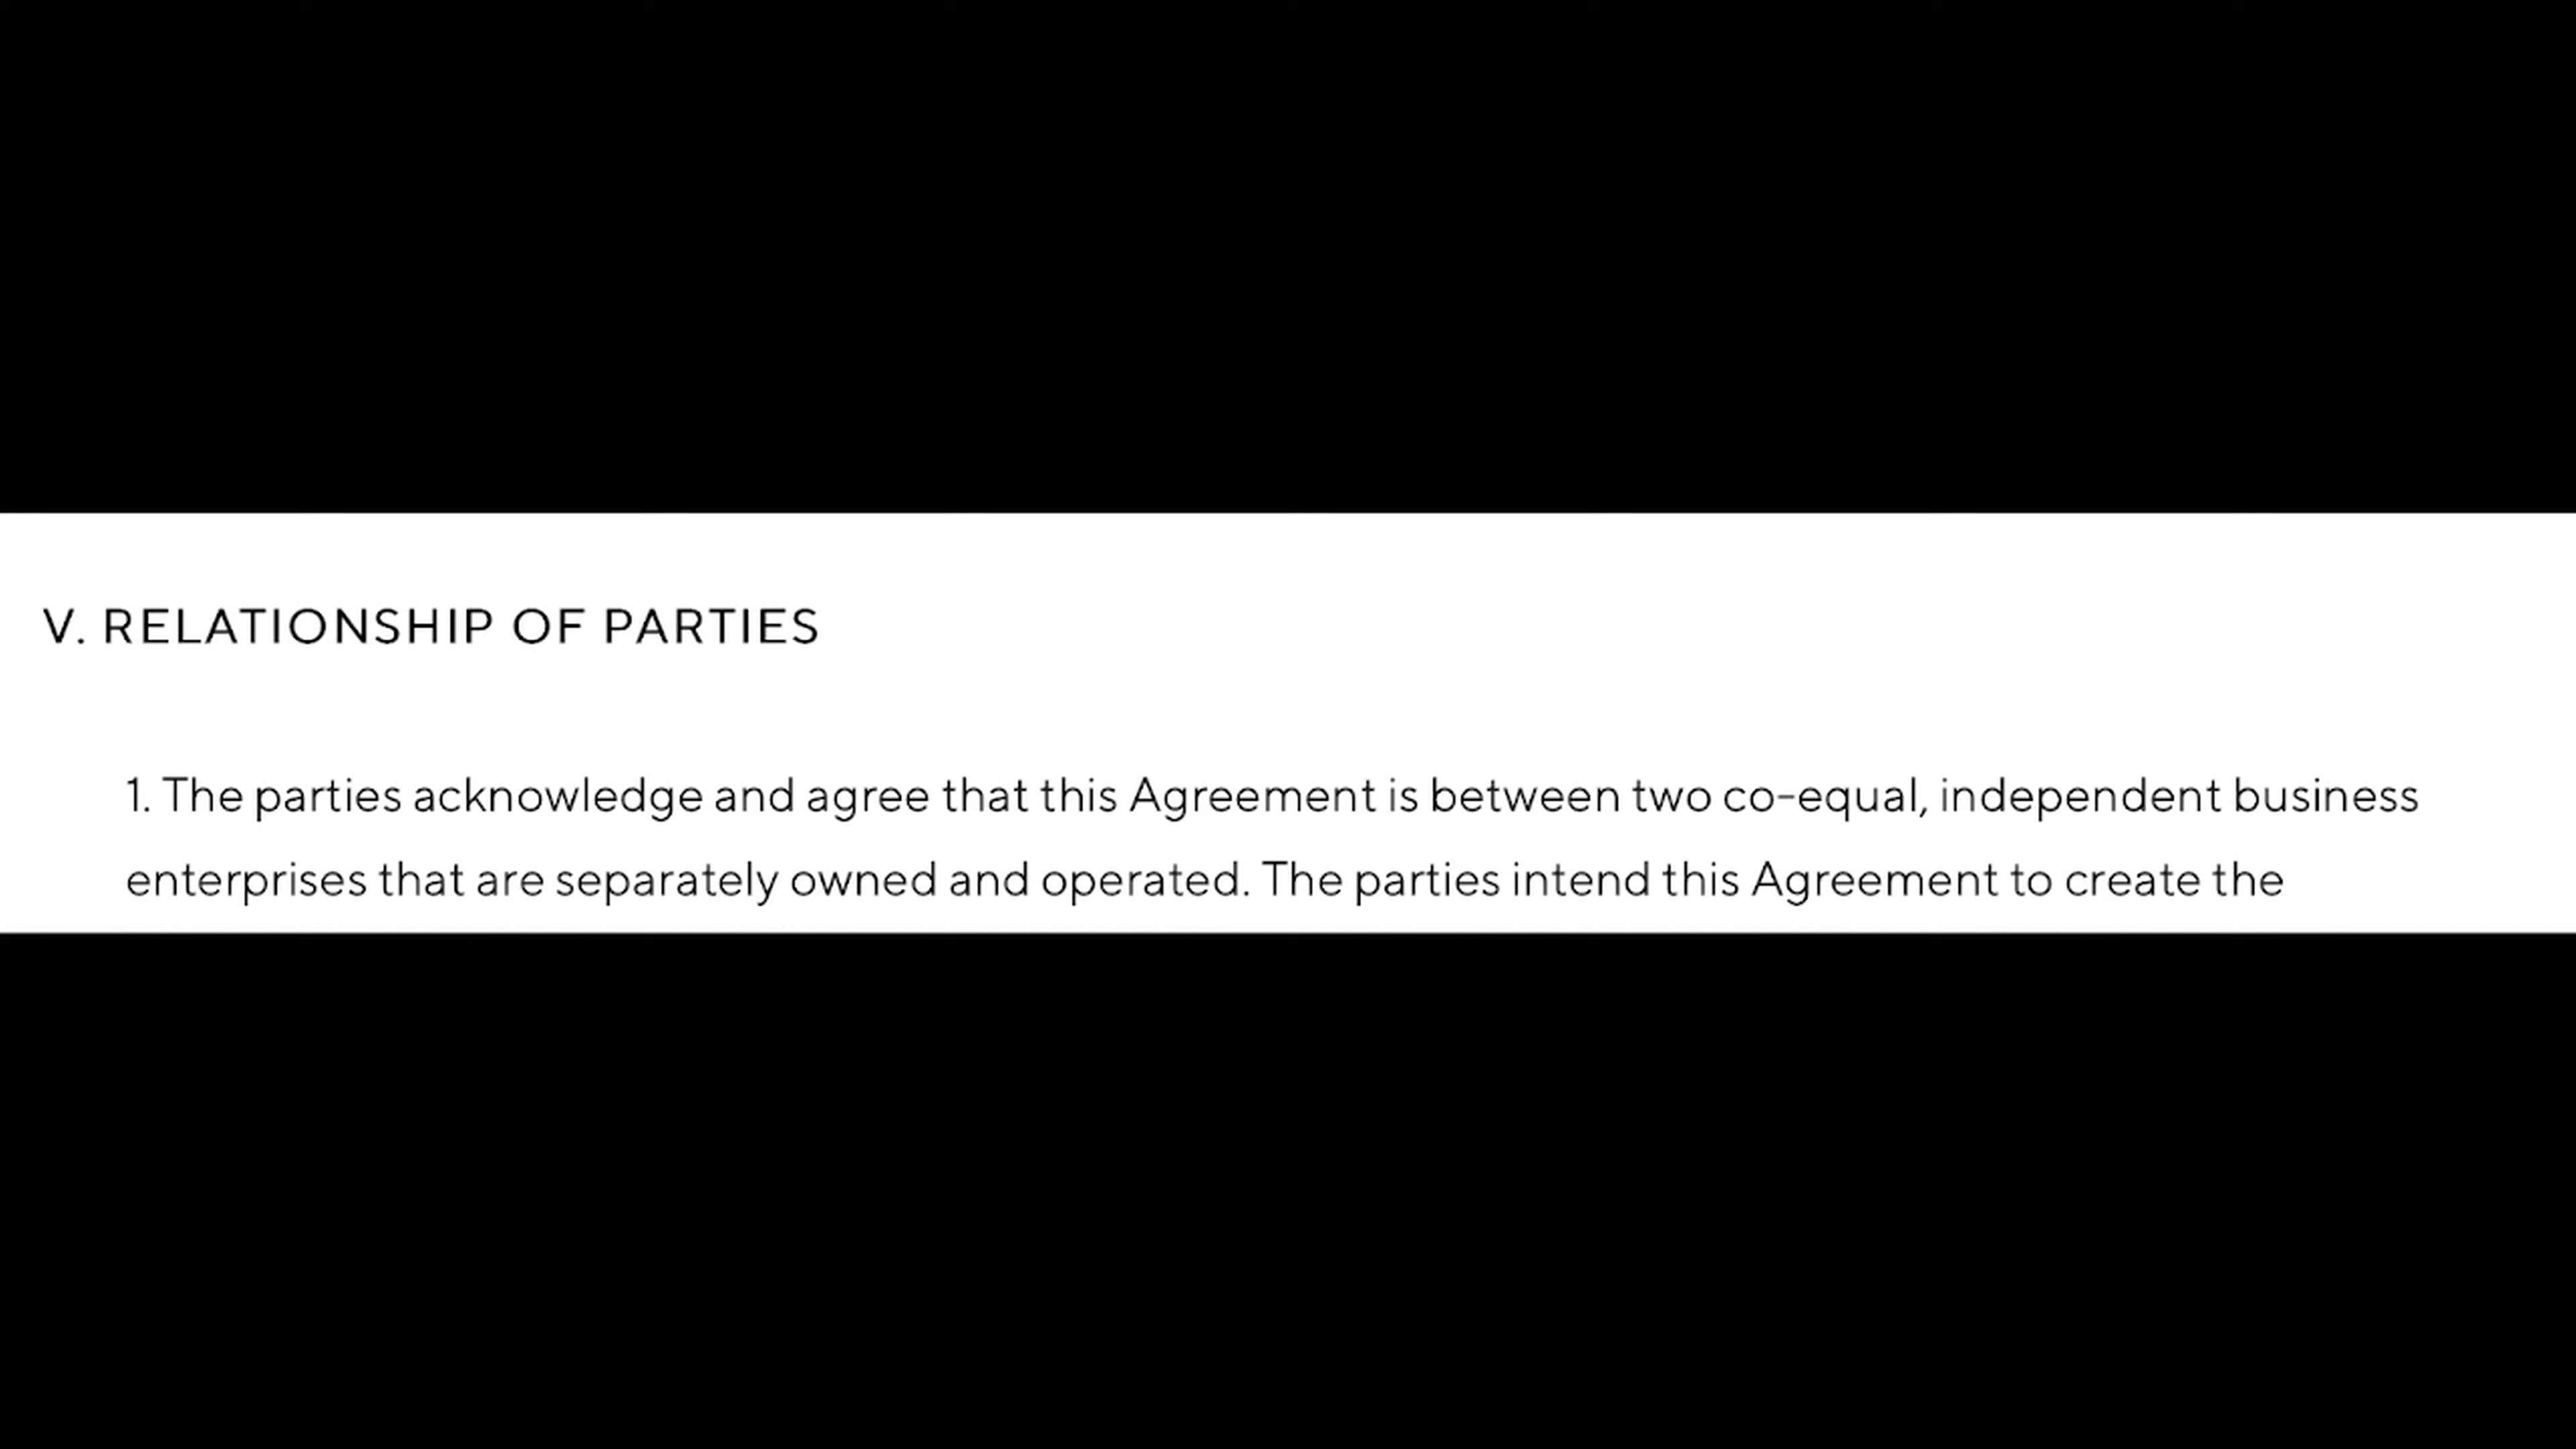 V. RELATIONSHIP OF PARTIES
1. The parties acknowledge and agree that this Agreement is between two co-equal, independent business
enterprises that are separately owned and operated. The parties intend this Agreement to create the